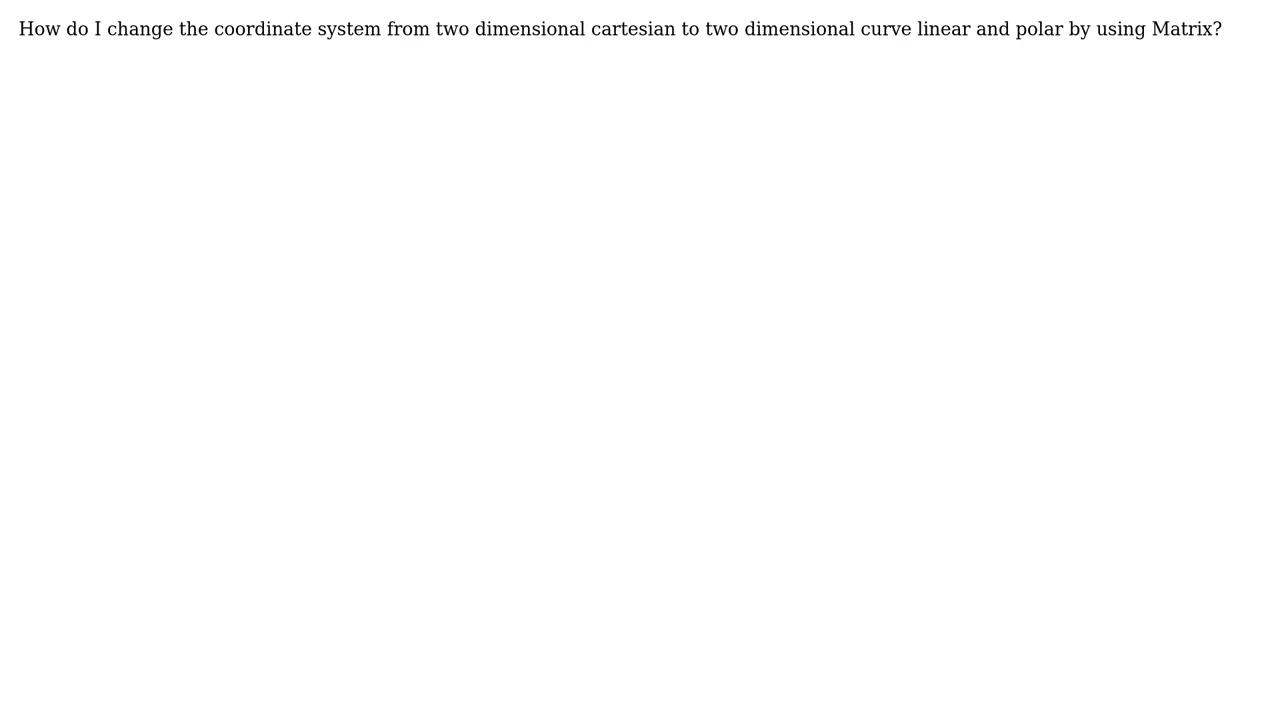 How do I change the coordinate system from two dimensional cartesian to two dimensional curve linear and polar by using Matrix?